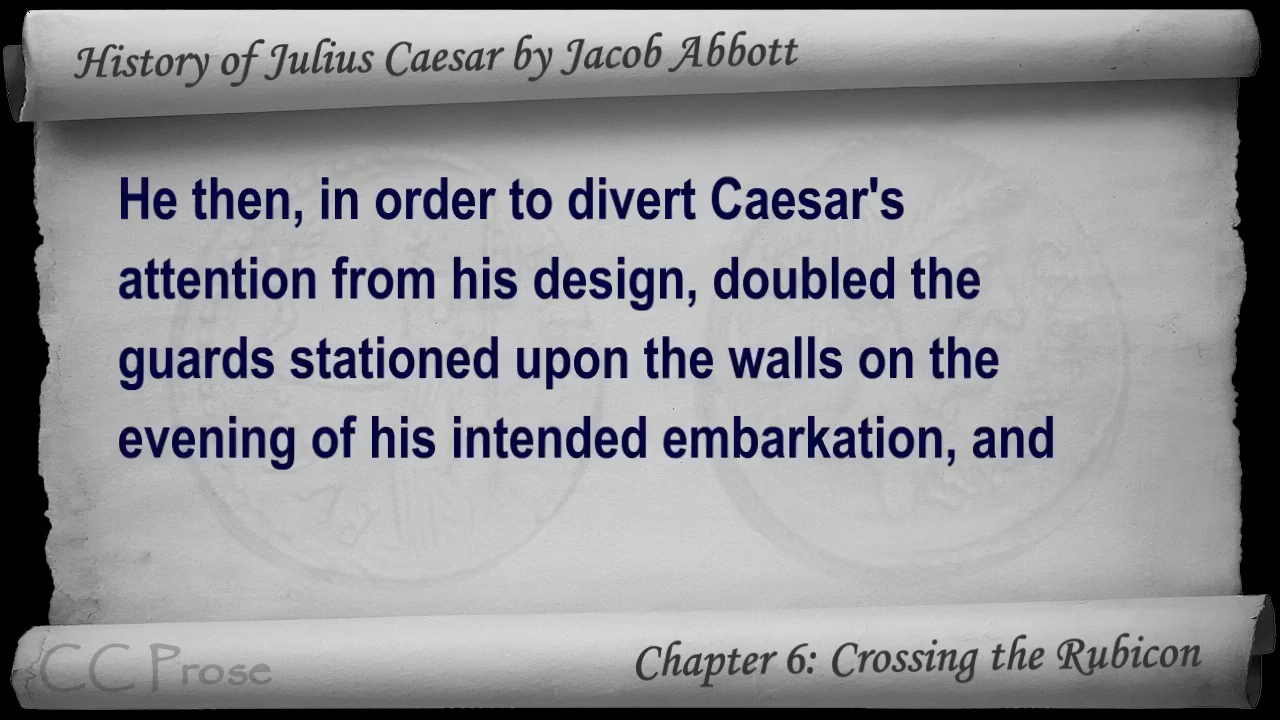 History of Julius Caesar by Jacob Abbott
He then, in order to divert Caesar's
attention from his design, doubled the
guards stationed upon the walls on the
evening of his intended embarkation, and
CC Prose
Chapter 6: Crossing the Rubicon